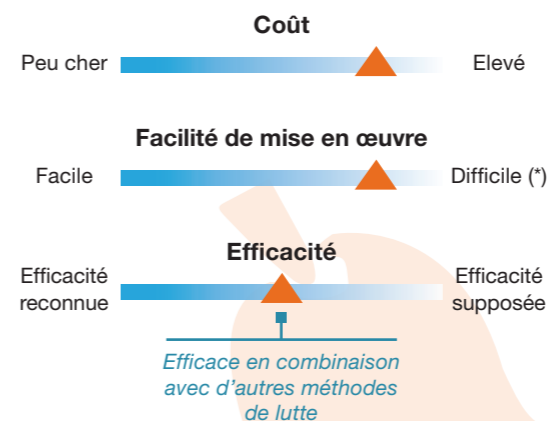 Coût
Peu cher Elevé
Facilité de mise en œuvre
Facile Difficile (*)
Efficacité
Efficacité
reconnue
Efficacité
supposée
Efficace en combinaison
avec d'autres méthodes
de lutte